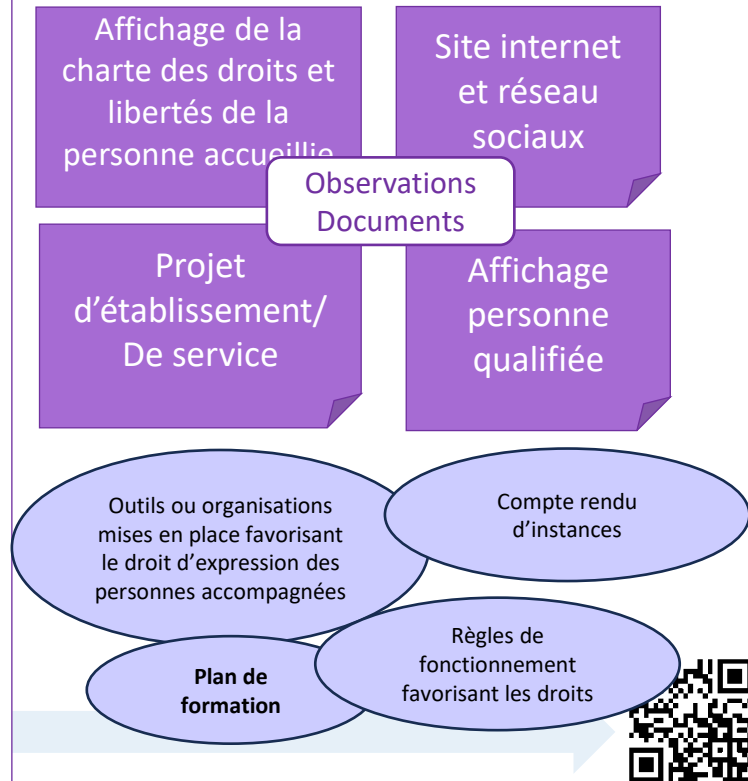 Affichage de la
charte des droits et
libertés de la
personne accueillie
Site internet
et réseau
sociaux
Observations
Documents
Projet
d’établissement/
De service
Affichage
personne
qualifiée
Outils ou organisations
mises en place favorisant
le droit d’expression des
personnes accompagnées
Compte rendu
d’instances
Règles de
fonctionnement
favorisant les droits
Plan de
formation